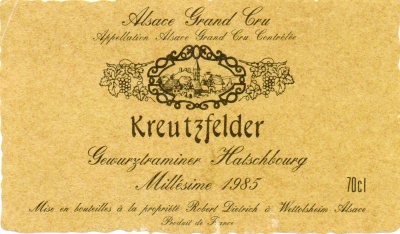 Alsace Grand Cru
Appellation Alsace Grand Cru Contrôlée
Kreutzfelder
Gewurztraminer Hatschbourg
Millésime 1985
70cl
Mise en bouteilles à la propriété Robert Dietrich à Wettolsheim Alsace
Produit de France